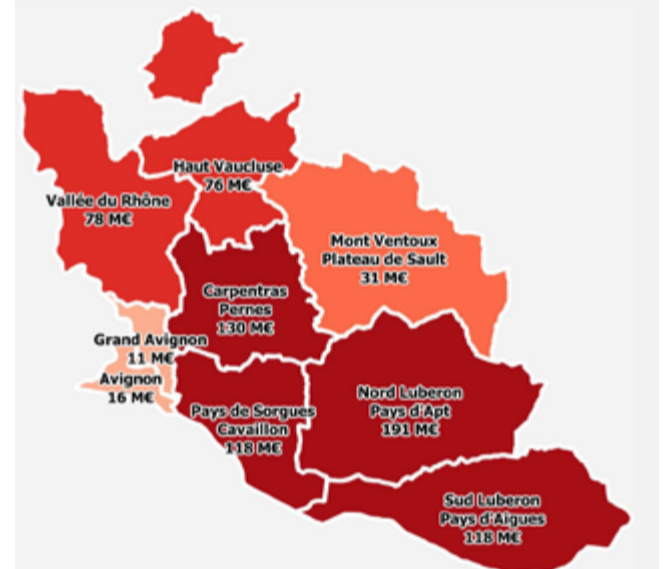 Haut Vaucluse
76 M€
Vallée du Rhône
78 M€
Mont Ventoux
Plateau de Sault
31 M€
Carpentras
Pernes
130 M€
Grand Avignon
11 M€
Avignon
16 M€
Nord Luberon
Pays d'Apt
191 M€
Pays de Sorgues
Cavaillon
118 M€
Sud Luberon
Pays d'Aigues
118 M€